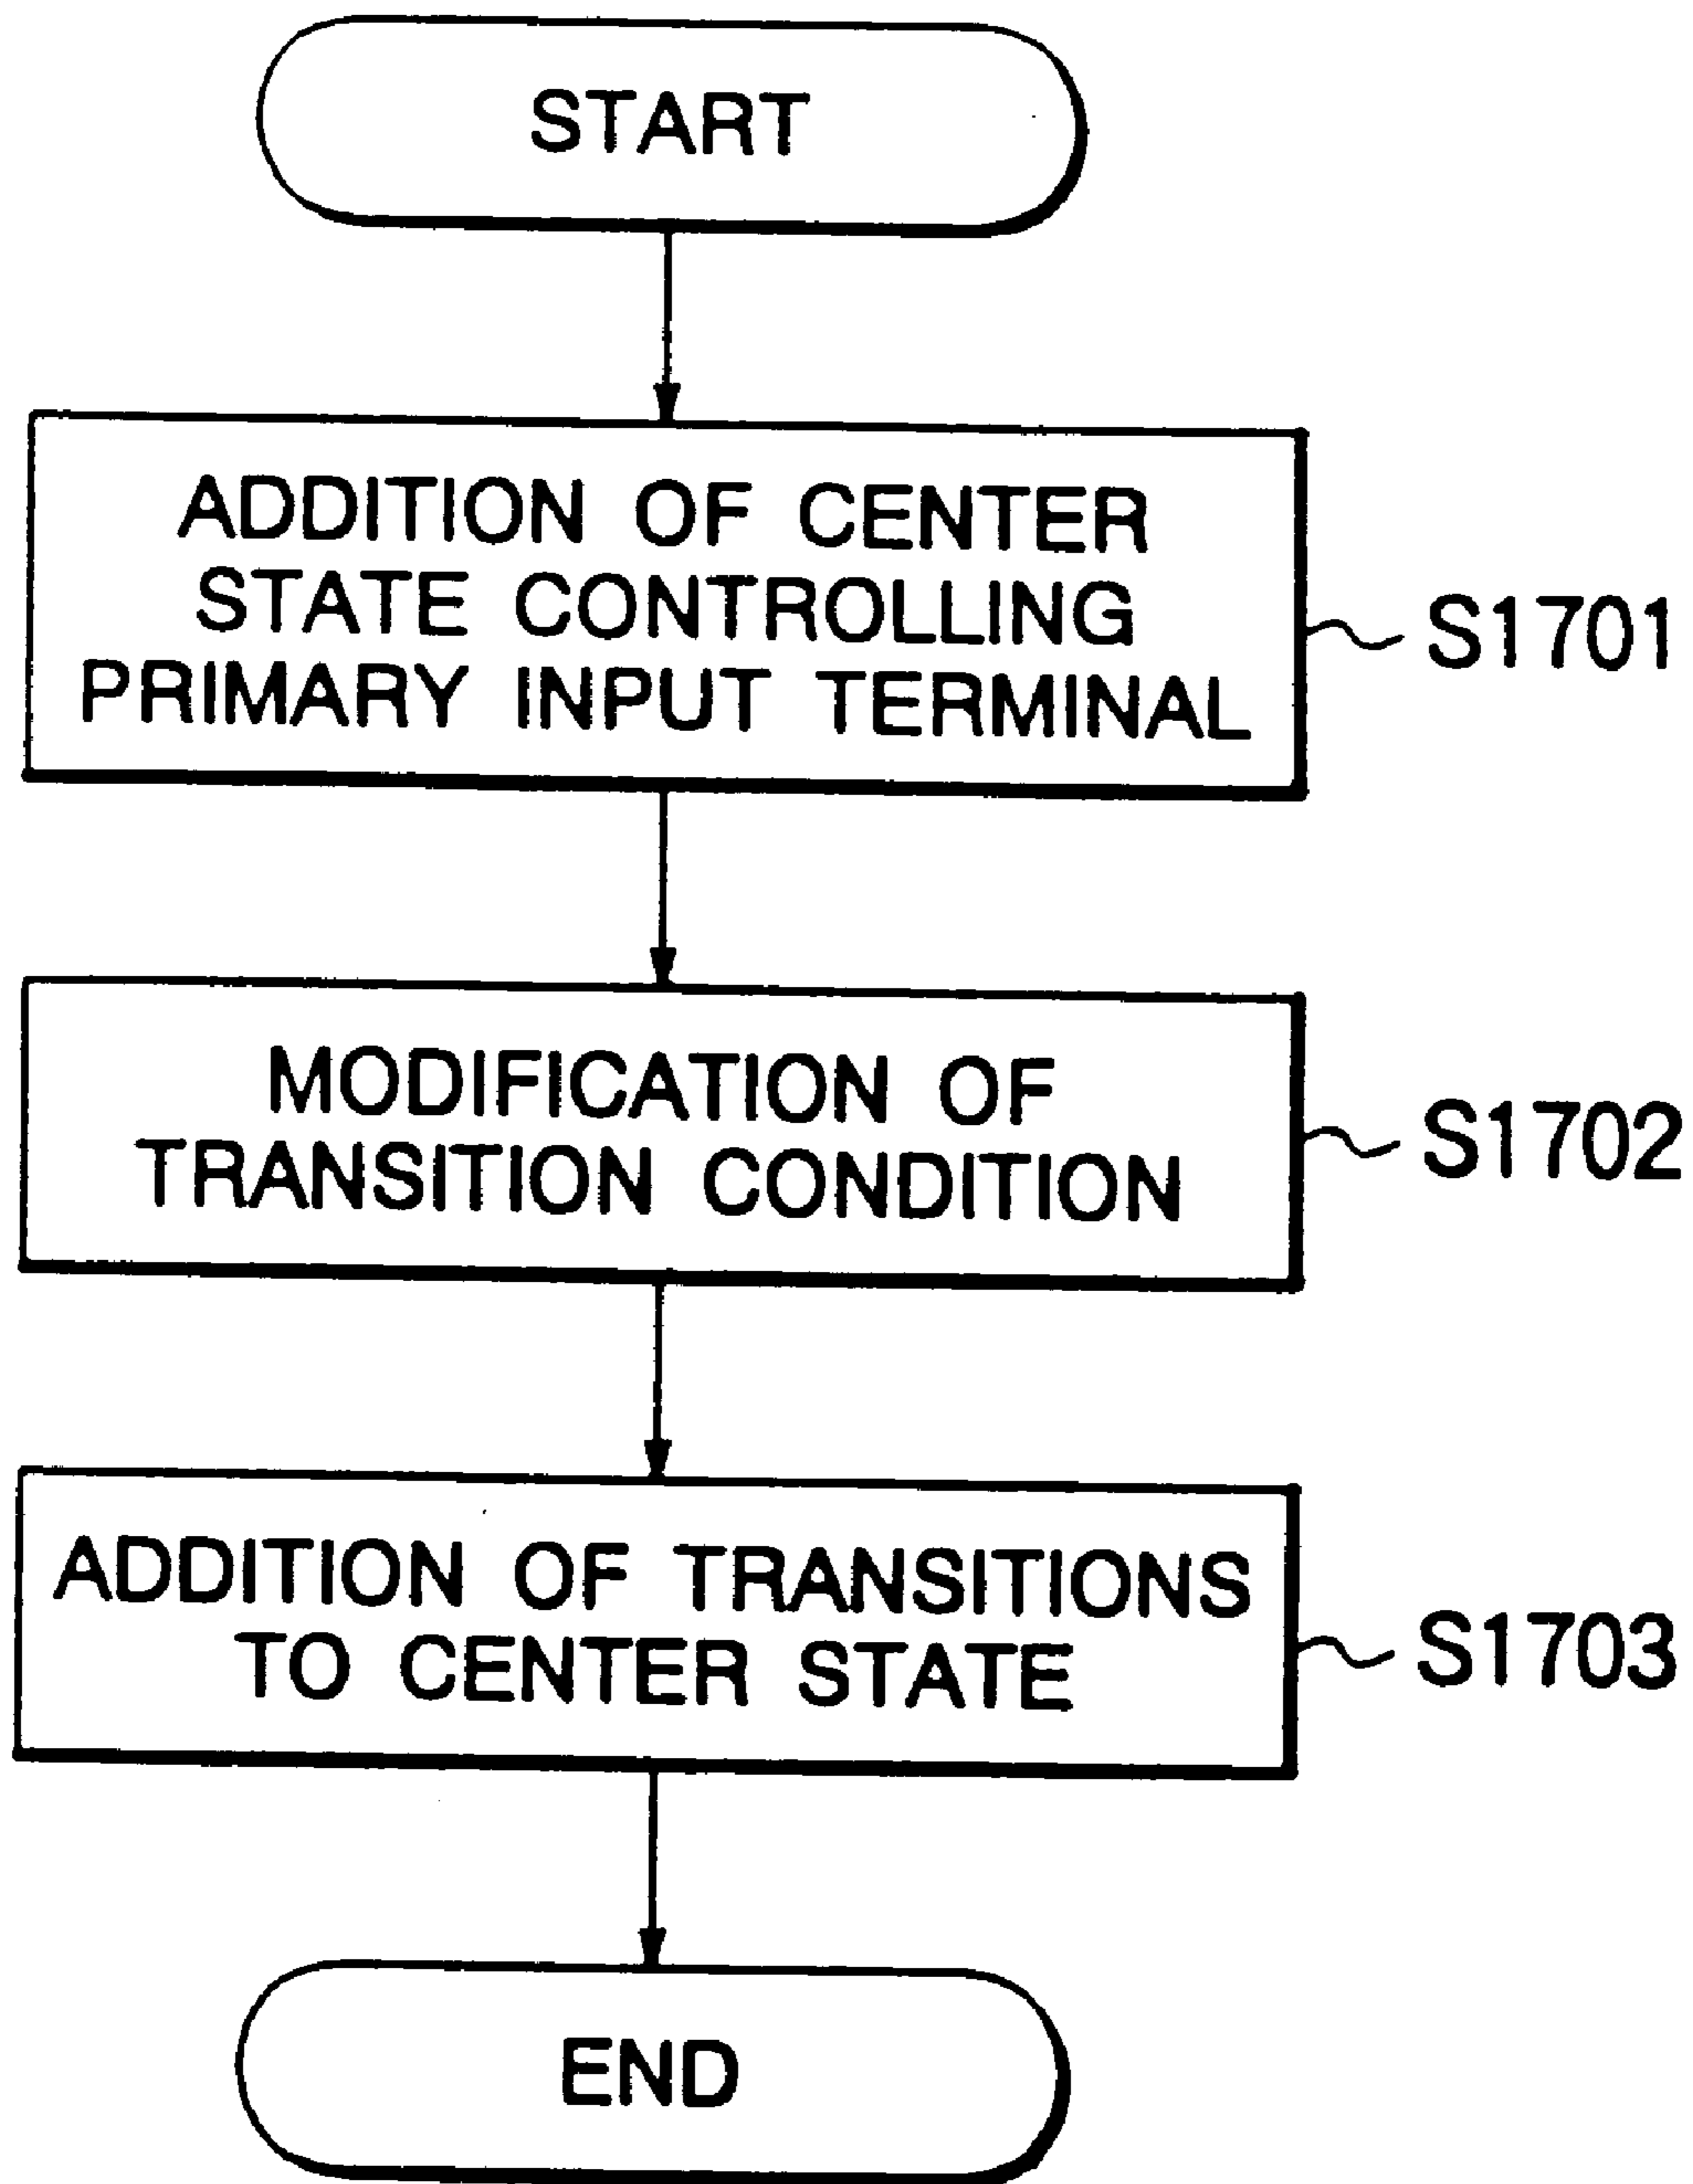 START
ADDITION OF CENTER
STATE CONTROLLING
PRIMARY INPUT TERMINAL
S1701
MODIFICATION OF
TRANSITION CONDITION
S1702
ADDITION OF TRANSITIONS
TO CENTER STATE
S1703
END